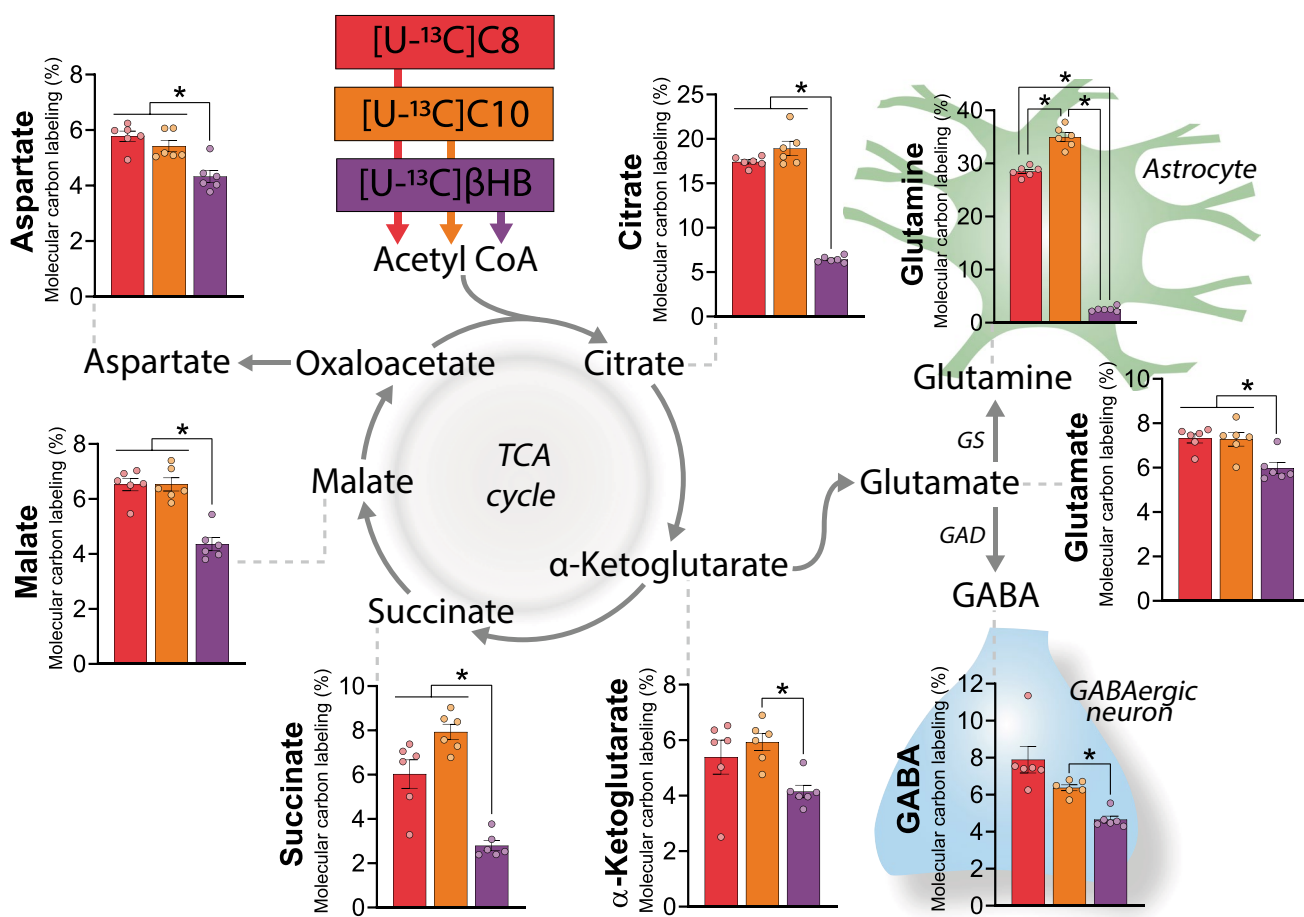 [U-¹³C]C8
[U-¹³C]C10
[U-¹³C]βHB
Acetyl CoA
Aspartate
Molecular carbon labeling (%)
8
6
4
2
0
*
Citrate
Molecular carbon labeling (%)
25
20
15
10
5
0
*
Glutamine
Molecular carbon labeling (%)
40
30
20
10
0
*
*
*
Astrocyte
Aspartate
Oxaloacetate
Citrate
Glutamine
Malate
Molecular carbon labeling (%)
8
6
4
2
0
*
Malate
TCA
cycle
GS
Glutamate
GAD
GABA
Glutamate
Molecular carbon labeling (%)
10
8
6
4
2
0
*
α-Ketoglutarate
Succinate
Succinate
Molecular carbon labeling (%)
10
8
6
4
2
0
*
α-Ketoglutarate
Molecular carbon labeling (%)
8
6
4
2
0
*
GABA
Molecular carbon labeling (%)
12
10
8
6
4
2
0
*
GABAergic
neuron